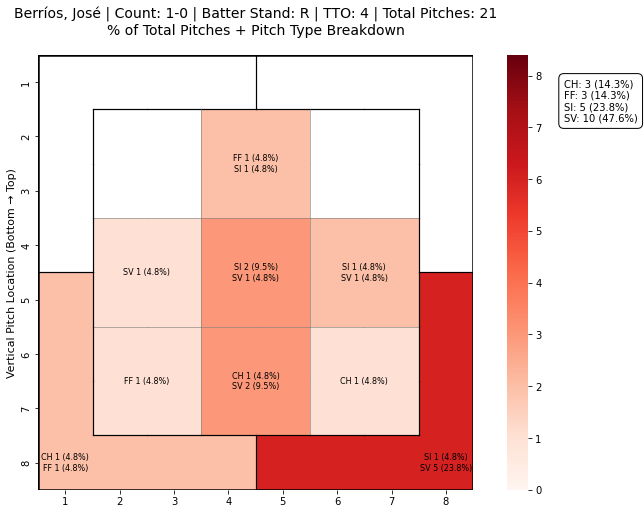 Berríos, José | Count: 1-0 | Batter Stand: R | TTO: 4 | Total Pitches: 21
% of Total Pitches + Pitch Type Breakdown
CH: 3 (14.3%)
FF: 3 (14.3%)
SI: 5 (23.8%)
SV: 10 (47.6%)
Vertical Pitch Location (Bottom → Top)
1
2
3
4
5
6
7
8
FF 1 (4.8%)
SI 1 (4.8%)
SV 1 (4.8%)
SI 2 (9.5%)
SV 1 (4.8%)
SI 1 (4.8%)
SV 1 (4.8%)
FF 1 (4.8%)
CH 1 (4.8%)
SV 2 (9.5%)
CH 1 (4.8%)
CH 1 (4.8%)
FF 1 (4.8%)
SI 1 (4.8%)
SV 5 (23.8%)
1 2 3 4 5 6 7 8
8
7
6
5
4
3
2
1
0